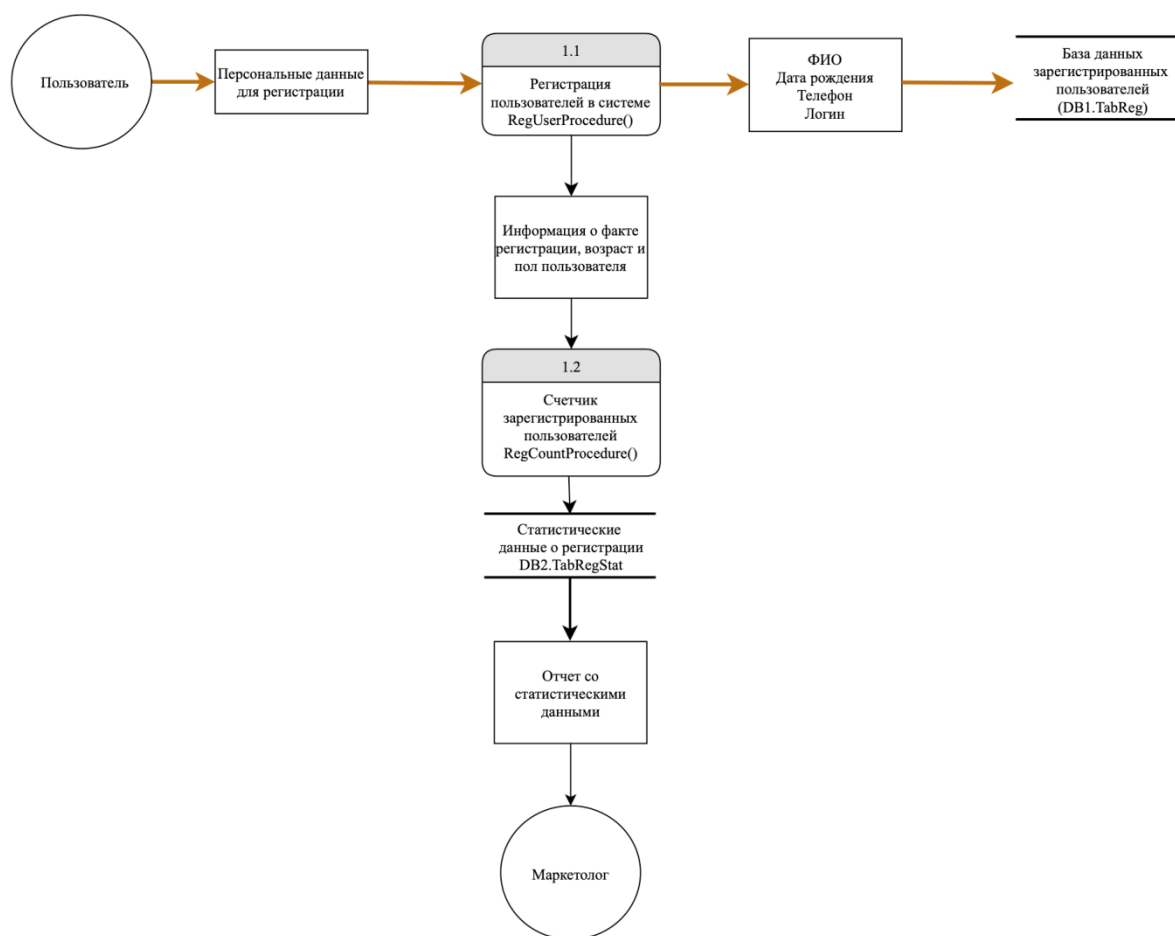 Пользователь
Персональные данные
для регистрации
1.1
Регистрация
пользователей в системе
RegUserProcedure()
ФИО
Дата рождения
Телефон
Логин
База данных
зарегистрированных
пользователей
(DB1.TabReg)
Информация о факте
регистрации, возраст и
пол пользователя
1.2
Счетчик
зарегистрированных
пользователей
RegCountProcedure()
Статистические
данные о регистрации
DB2.TabRegStat
Отчет со
статистическими
данными
Маркетолог